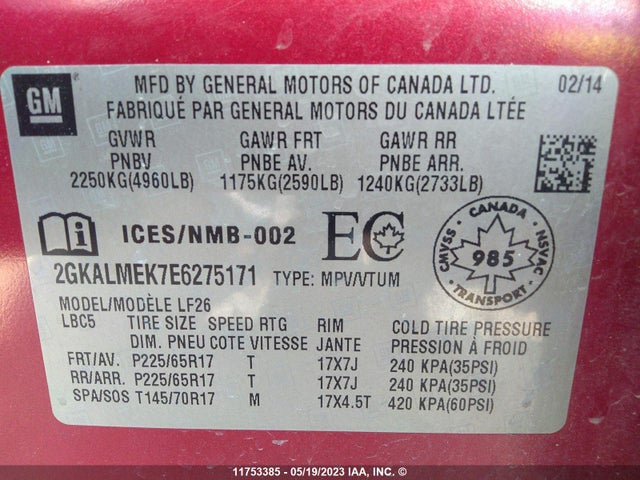 GM
MFD BY GENERAL MOTORS OF CANADA LTD. 02/14
FABRIQUÉ PAR GENERAL MOTORS DU CANADA LTÉE
GVWR GAWR FRT GAWR RR
PNBV PNBE AV. PNBE ARR.
2250KG(4960LB) 1175KG(2590LB) 1240KG(2733LB)
ICES/NMB-002 EC
CANADA
CMVSS 985 NSVAC
TRANSPORT
2GKALMEK7E6275171 TYPE: MPV/VTUM
MODEL/MODÈLE LF26
LBC5 TIRE SIZE SPEED RTG RIM COLD TIRE PRESSURE
DIM. PNEU COTE VITESSE JANTE PRESSION À FROID
FRT/AV. P225/65R17 T 17X7J 240 KPA(35PSI)
RR/ARR. P225/65R17 T 17X7J 240 KPA(35PSI)
SPA/SOS T145/70R17 M 17X4.5T 420 KPA(60PSI)
11753385 - 05/19/2023 IAA, Inc. ©